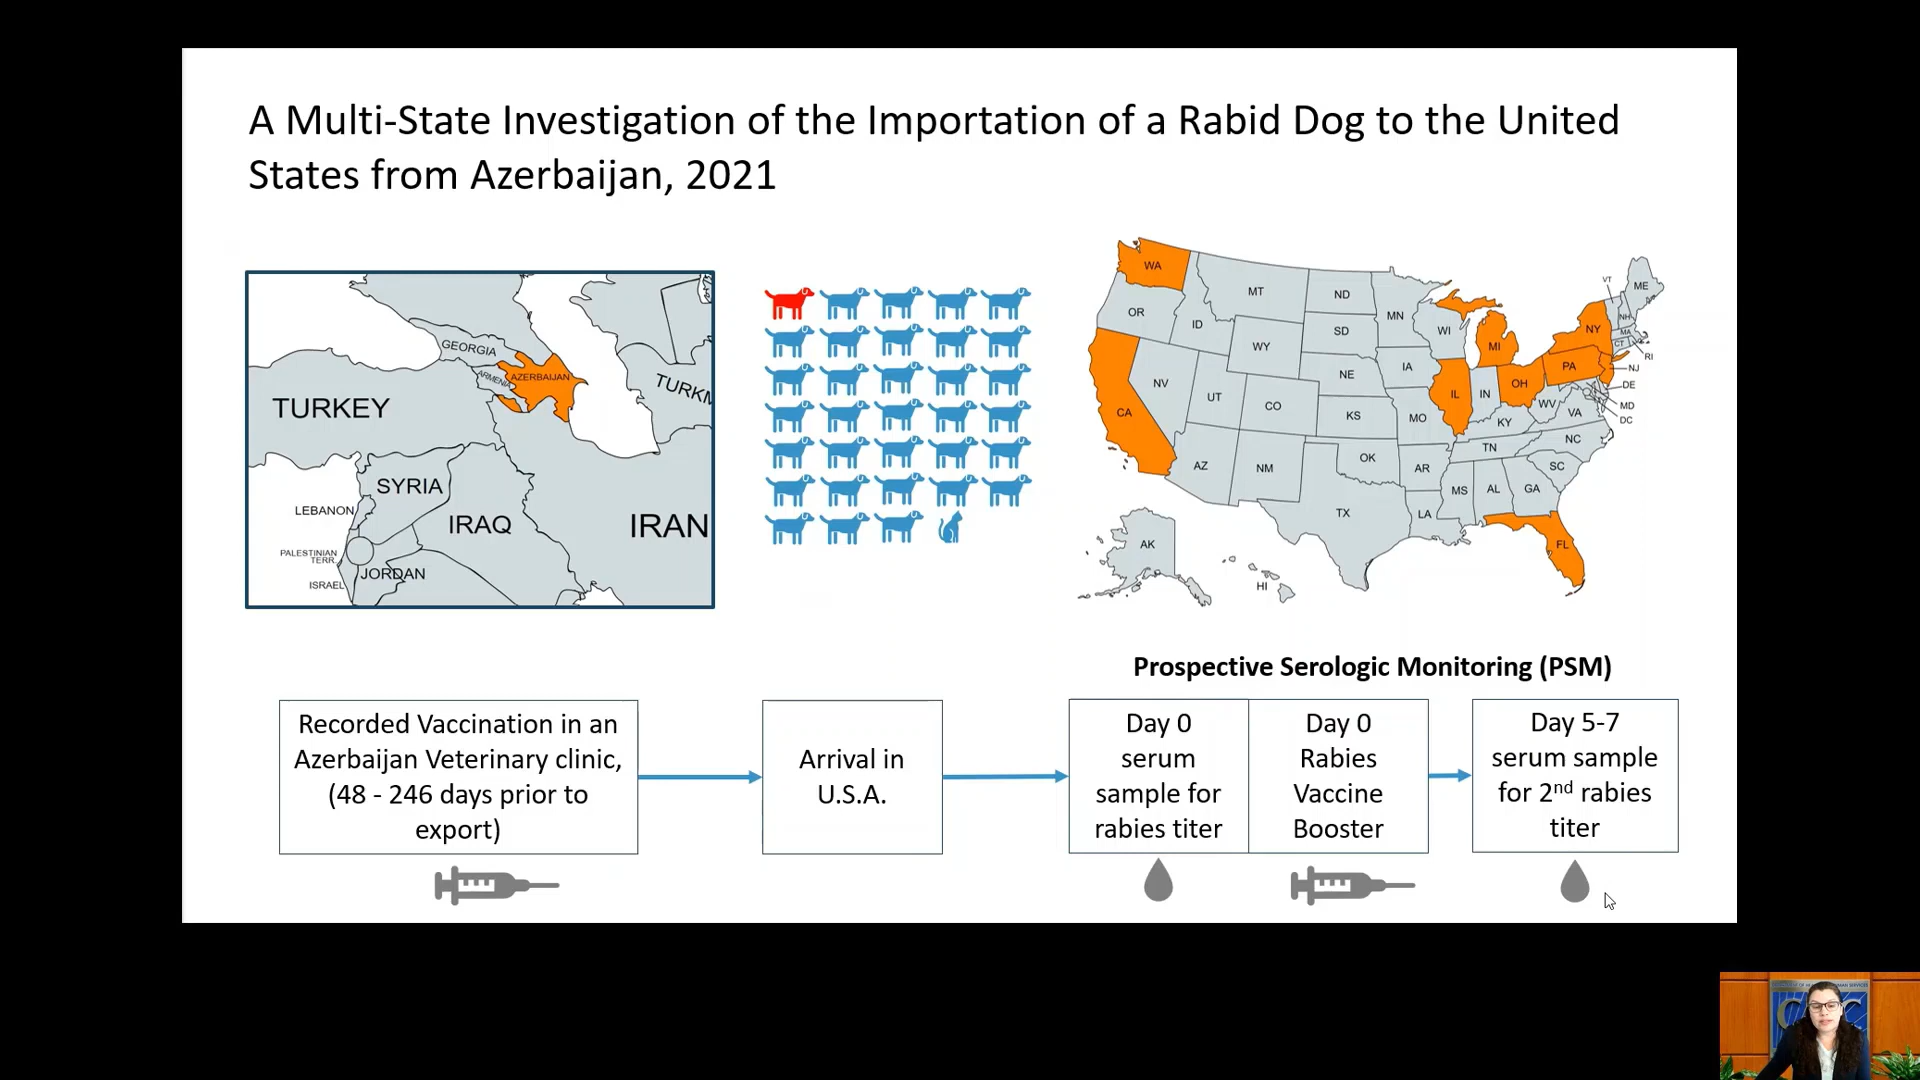 A Multi-State Investigation of the Importation of a Rabid Dog to the United
States from Azerbaijan, 2021
GEORGIA
ARMENIA
AZERBAIJAN
TURKEY
TURKM
SYRIA
LEBANON
IRAQ
IRAN
PALESTINIAN
TERR.
JORDAN
ISRAEL
WA
MT
ND
MN
VT
ME
OR
ID
SD
WI
MI
NY
NH
MA
CT
RI
WY
IA
NE
PA
NJ
NV
UT
CO
IL
IN
OH
DE
MD
DC
CA
KS
MO
KY
WV
VA
AZ
NM
OK
AR
TN
NC
SC
MS
AL
GA
TX
LA
FL
AK
HI
Prospective Serologic Monitoring (PSM)
Recorded Vaccination in an
Azerbaijan Veterinary clinic,
(48 - 246 days prior to
export)
Arrival in
U.S.A.
Day 0
serum
sample for
rabies titer
Day 0
Rabies
Vaccine
Booster
Day 5-7
serum sample
for 2nd rabies
titer